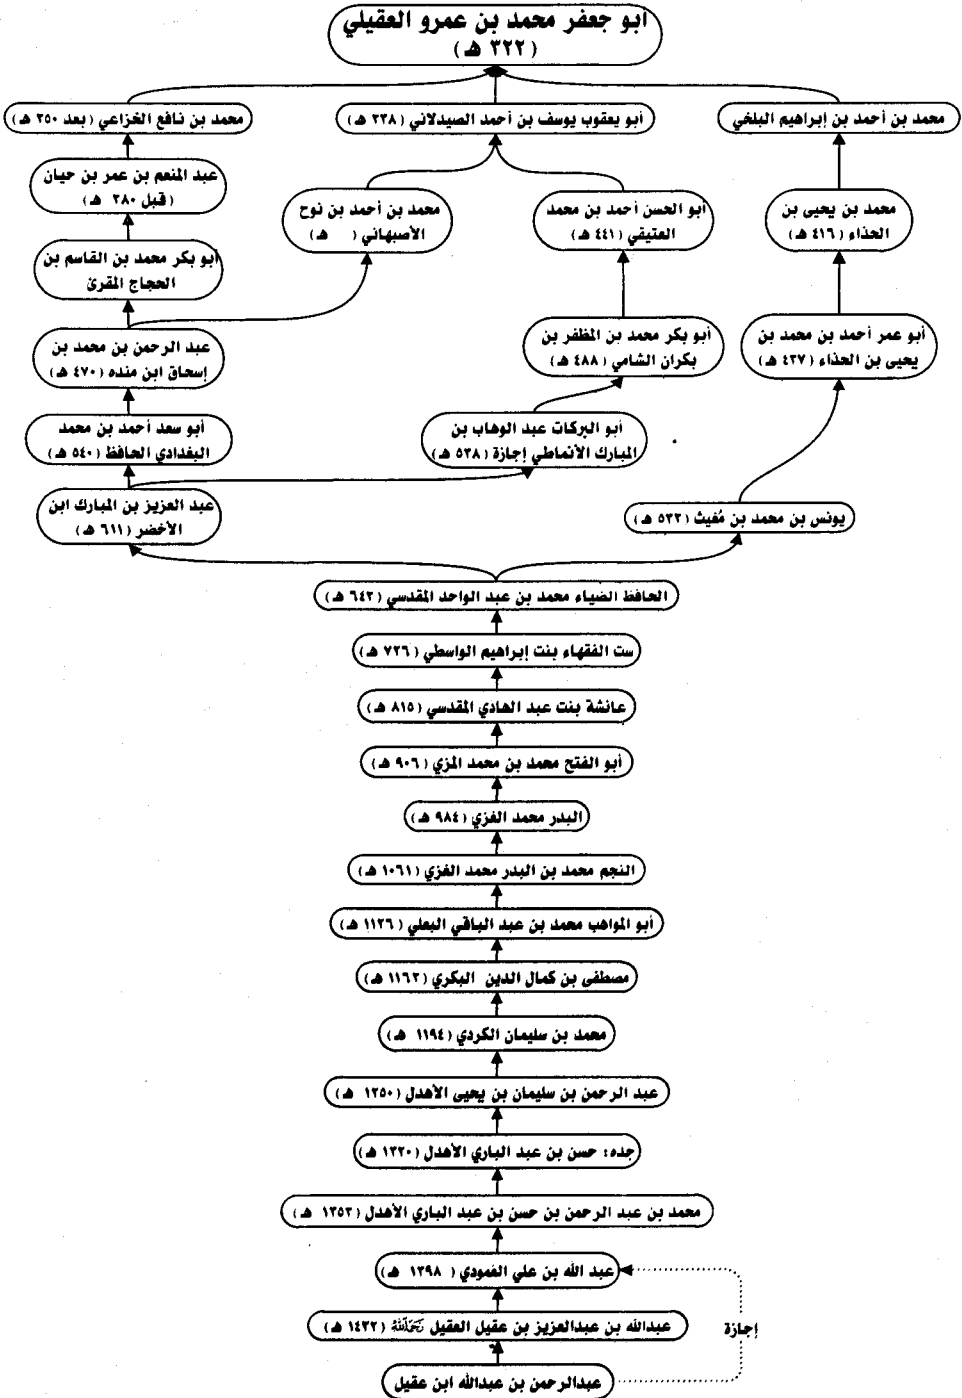 ابو جعفر محمد بن عمرو العقيلي
(٣٢٢ هـ)
محمد بن أحمد بن إبراهيم البلخي
أبو يعقوب يوسف بن أحمد الصيدلاني (٣٣٨ هـ)
محمد بن نافع الخزاعي (بعد ٣٥٠ هـ)
عبد المنعم بن عمر بن حيان
(قبل ٣٨٠ هـ)
محمد بن يحيى بن
الحذاء (٤١٦ هـ)
أبو الحسن أحمد بن محمد
العتيقي (٤٤١ هـ)
محمد بن أحمد بن نوح
الأصبهاني ( هـ)
أبو بكر محمد بن القاسم بن
الحجاج المقرئ
أبو عمر أحمد بن محمد بن
يحيى بن الحذاء (٤٣٧ هـ)
أبو بكر محمد بن المظفر بن
بكران الشامي (٤٨٨ هـ)
عبد الرحمن بن محمد بن
إسحاق ابن منده (٤٧٠ هـ)
أبو البركات عبد الوهاب بن
المبارك الأنماطي إجازة (٥٣٨ هـ)
أبو سعد أحمد بن محمد
البغدادي الحافظ (٥٤٠ هـ)
يونس بن محمد بن مُغيث (٥٣٢ هـ)
عبد العزيز بن المبارك ابن
الأخضر (٦١١ هـ)
الحافظ الضياء محمد بن عبد الواحد المقدسي (٦٤٣ هـ)
ست الفقهاء بنت إبراهيم الواسطي (٧٢٦ هـ)
عائشة بنت عبد الهادي المقدسي (٨١٥ هـ)
أبو الفتح محمد بن محمد المزي (٩٠٦ هـ)
البدر محمد الغزي (٩٨٤ هـ)
النجم محمد بن البدر محمد الغزي (١٠٦١ هـ)
أبو المواهب محمد بن عبد الباقي البعلي (١١٢٦ هـ)
مصطفى بن كمال الدين البكري (١١٦٢ هـ)
محمد بن سليمان الكردي (١١٩٤ هـ)
عبد الرحمن بن سليمان بن يحيى الأهدل (١٢٥٠ هـ)
جده: حسن بن عبد الباري الأهدل (١٣٢٠ هـ)
محمد بن عبد الرحمن بن حسن بن عبد الباري الأهدل (١٣٥٢ هـ)
عبد الله بن علي العمودي (١٣٩٨ هـ)
عبدالله بن عبدالعزيز بن عقيل العقيل رَحِمَهُ اللَّهُ (١٤٣٢ هـ)
إجازة
عبدالرحمن بن عبدالله ابن عقيل